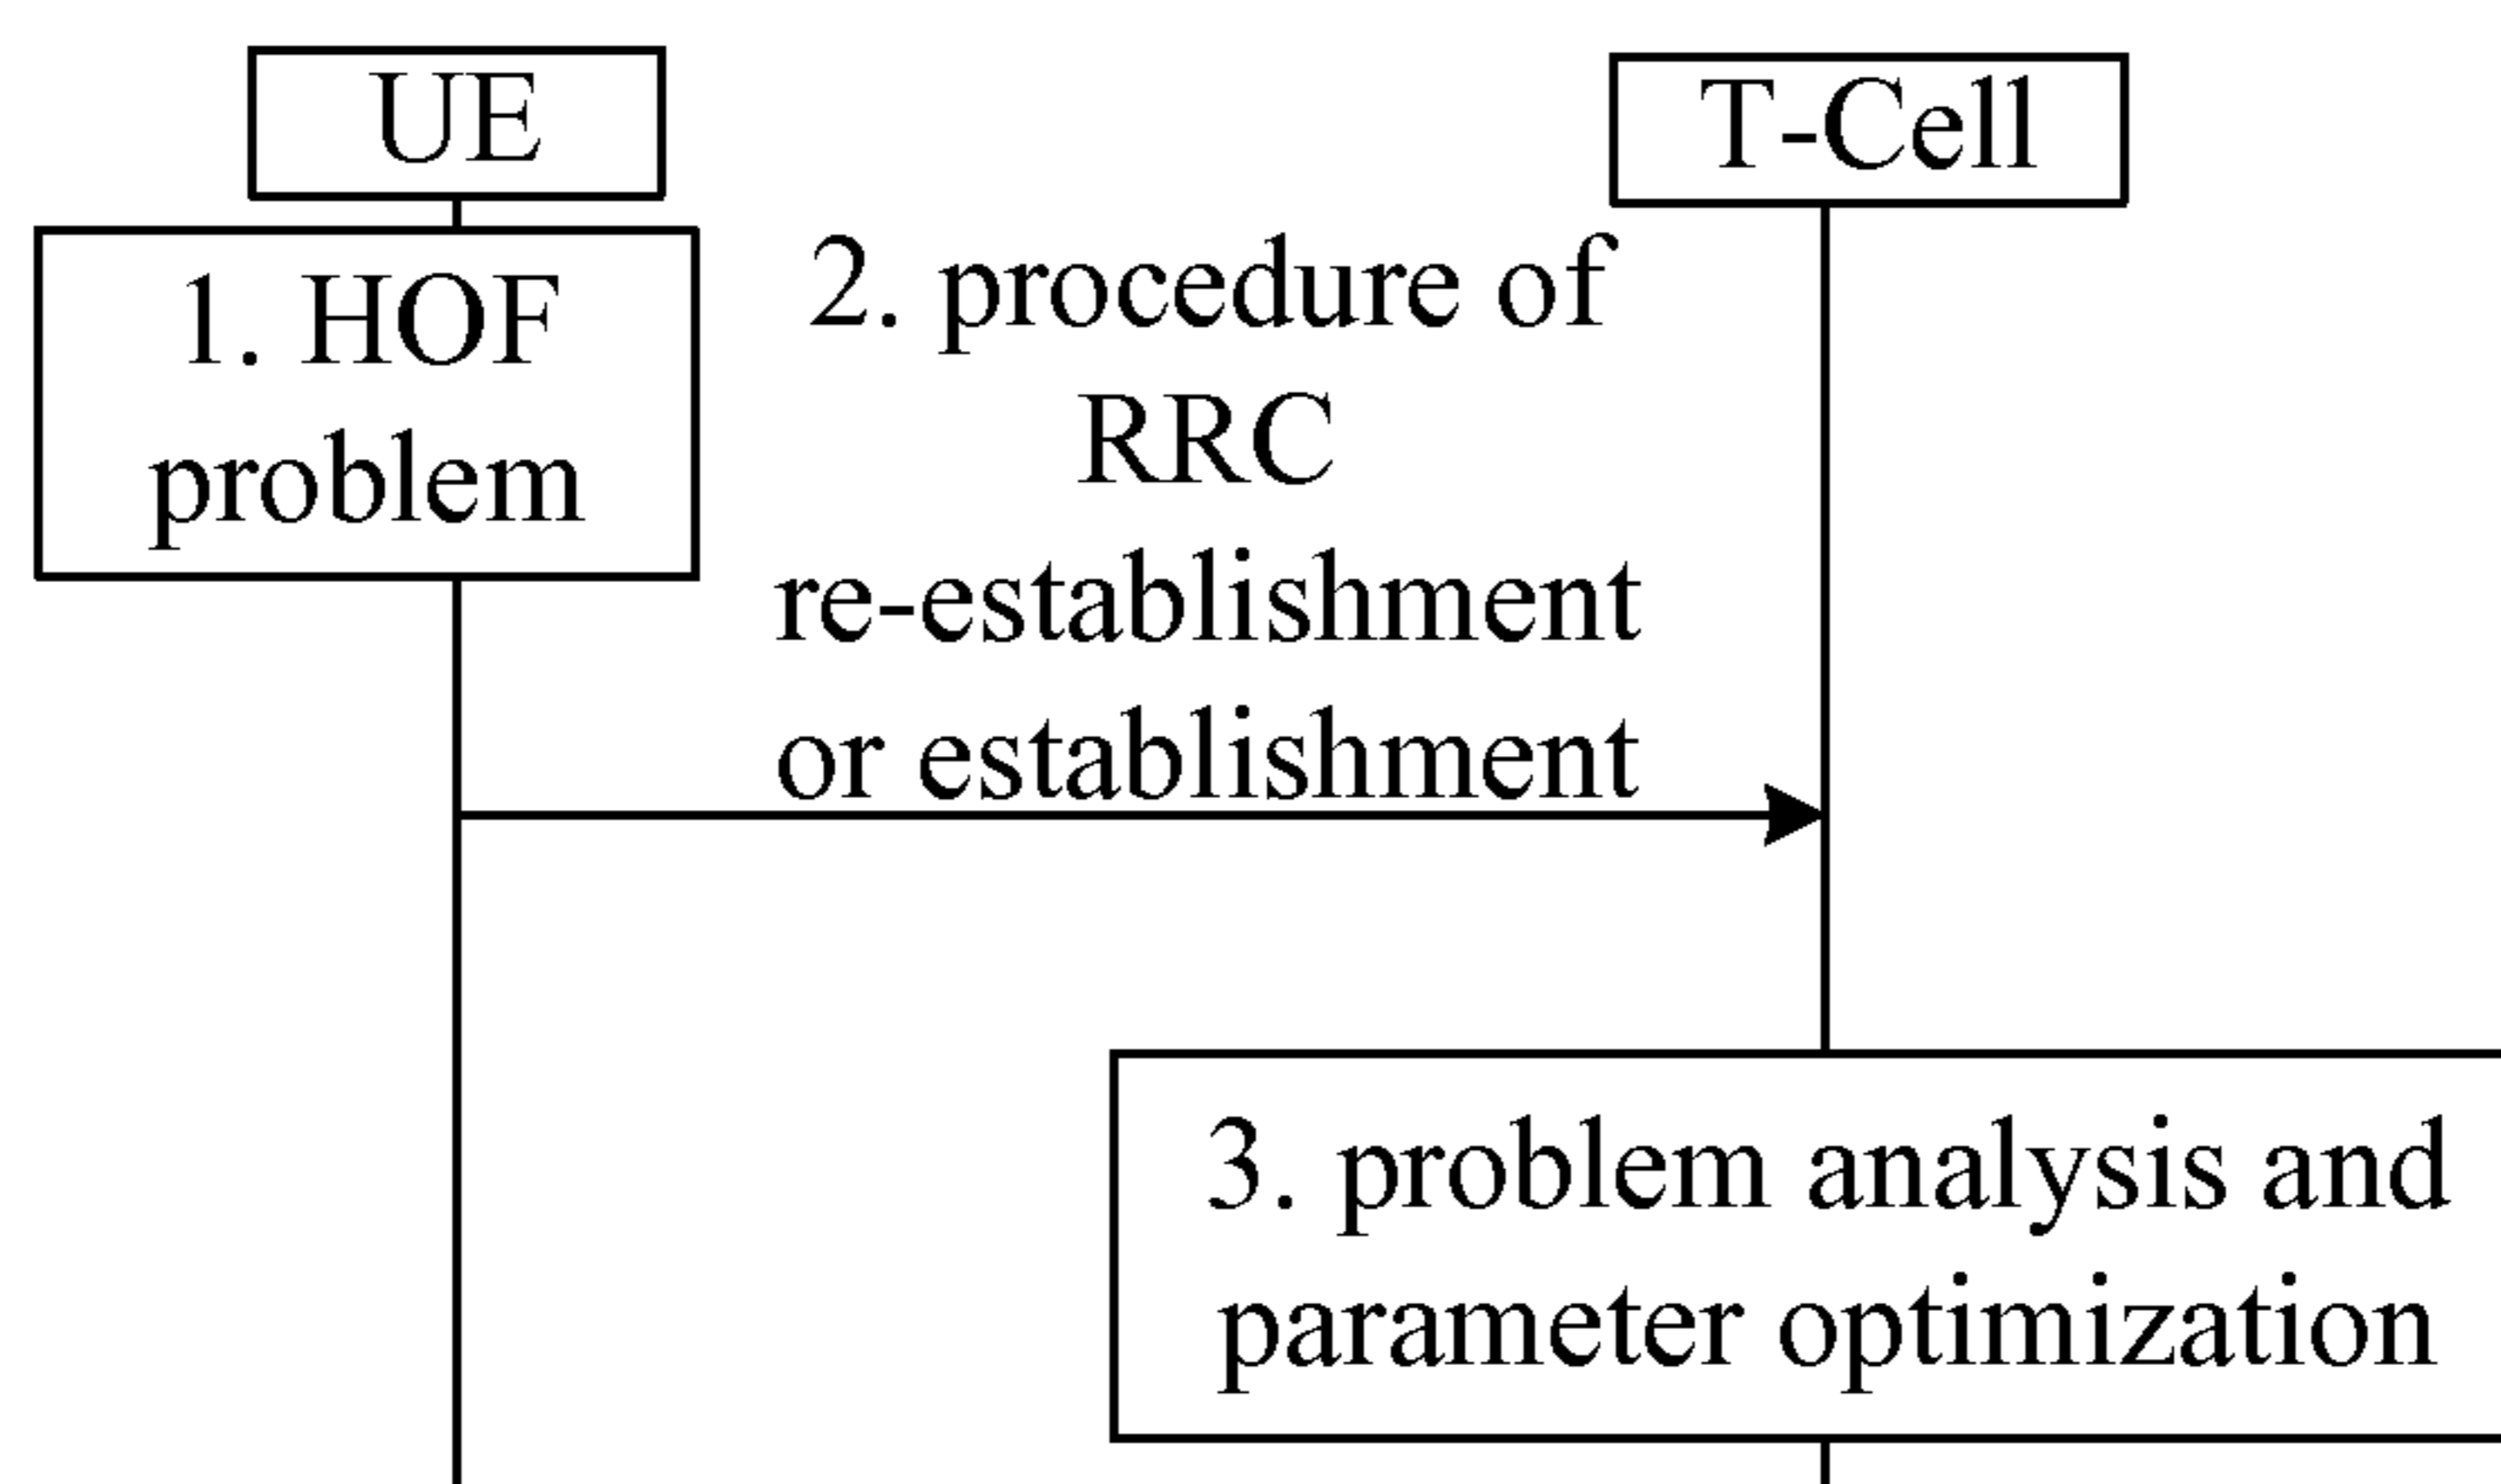 UE
T-Cell
1. HOF
problem
2. procedure of
RRC
re-establishment
or establishment
3. problem analysis and
parameter optimization